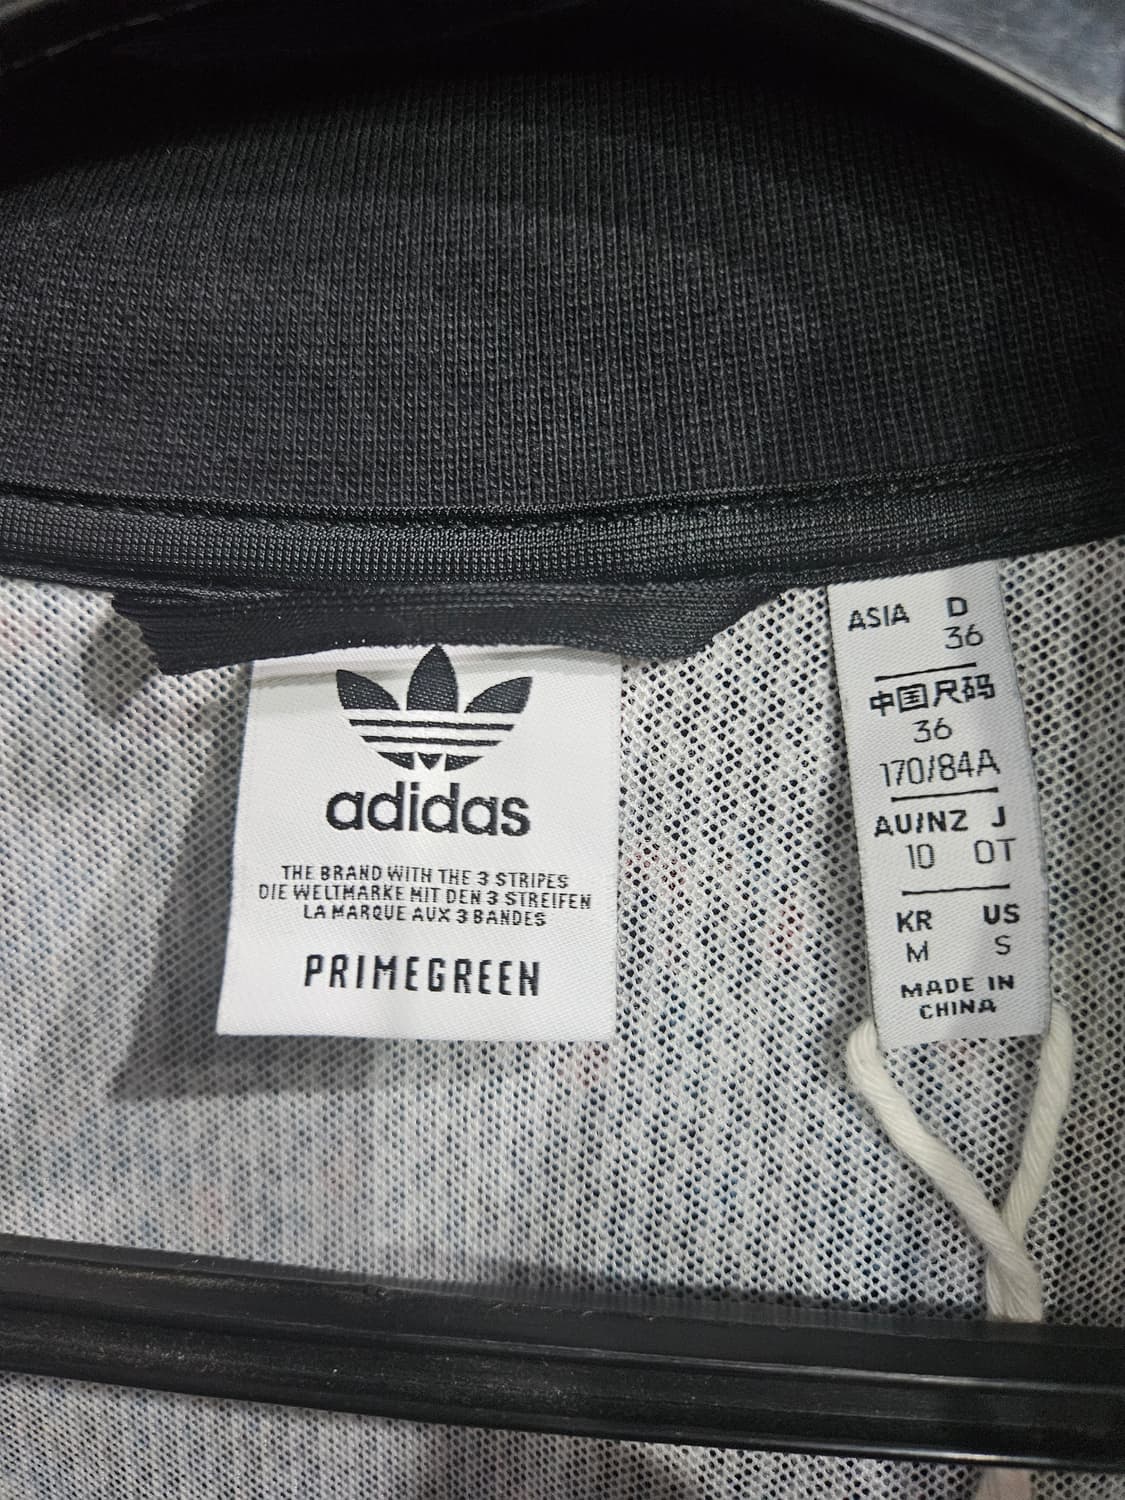 adidas
THE BRAND WITH THE 3 STRIPES
DIE WELTMARKE MIT DEN 3 STREIFEN
LA MARQUE AUX 3 BANDES
PRIMEGREEN
ASIA D
36
中国尺码
36
170/84A
AU/NZ J
10 OT
KR US
M S
MADE IN
CHINA